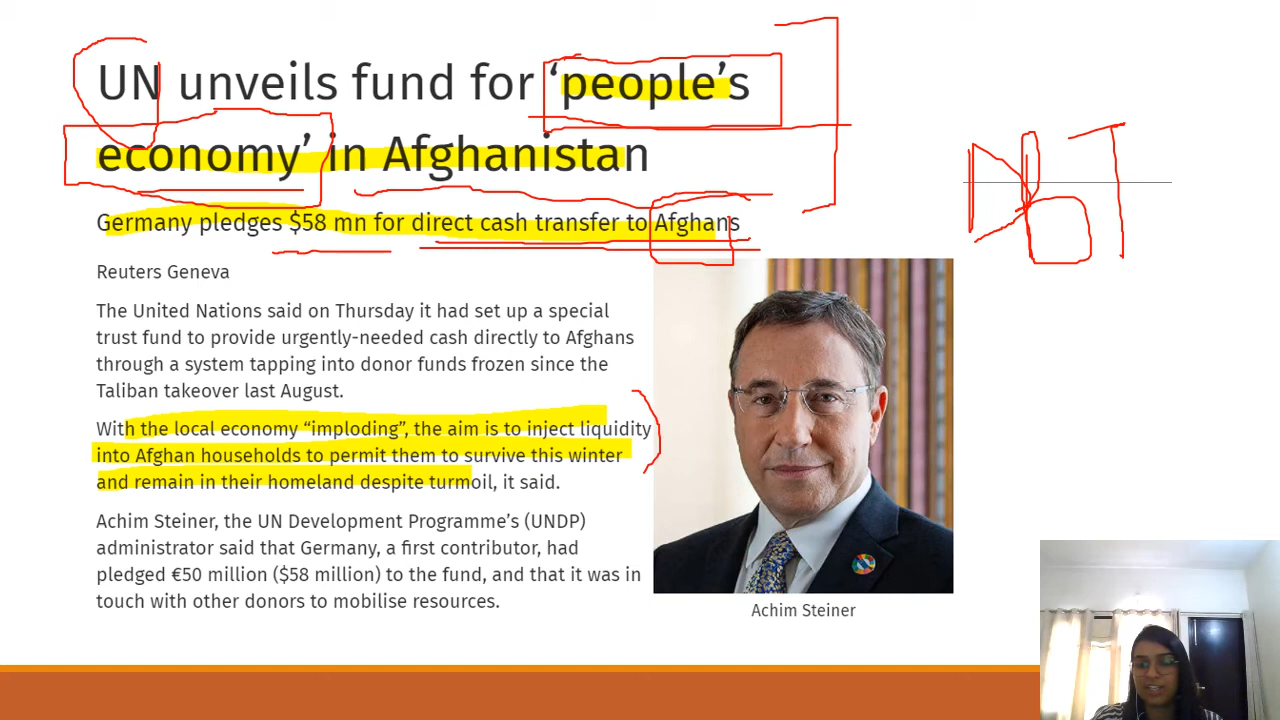 UN unveils fund for ‘people’s
economy’ in Afghanistan
Germany pledges $58 mn for direct cash transfer to Afghans
Reuters Geneva
The United Nations said on Thursday it had set up a special
trust fund to provide urgently-needed cash directly to Afghans
through a system tapping into donor funds frozen since the
Taliban takeover last August.
With the local economy “imploding”, the aim is to inject liquidity
into Afghan households to permit them to survive this winter
and remain in their homeland despite turmoil, it said.
Achim Steiner, the UN Development Programme’s (UNDP)
administrator said that Germany, a first contributor, had
pledged €50 million ($58 million) to the fund, and that it was in
touch with other donors to mobilise resources.
Achim Steiner